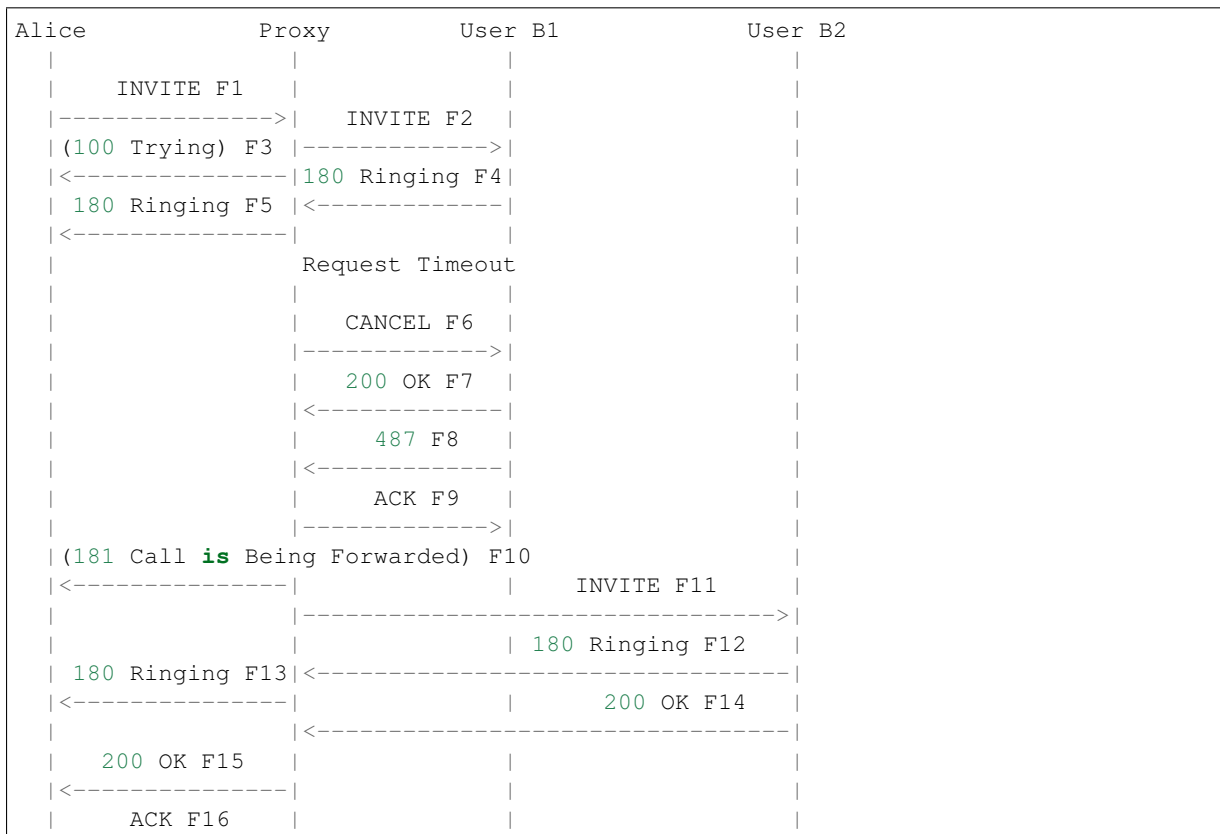 Alice           Proxy         User B1             User B2
  |                |              |                   |
  |    INVITE F1   |              |                   |
  |--------------->|   INVITE F2  |                   |
  |(100 Trying) F3 |------------->|                   |
  |<---------------|180 Ringing F4|                   |
  | 180 Ringing F5 |<-------------|                   |
  |<---------------|              |                   |
  |                Request Timeout                    |
  |                |              |                   |
  |                |   CANCEL F6  |                   |
  |                |------------->|                   |
  |                |   200 OK F7  |                   |
  |                |<-------------|                   |
  |                |     487 F8   |                   |
  |                |<-------------|                   |
  |                |     ACK F9   |                   |
  |                |------------->|                   |
  |(181 Call is Being Forwarded) F10                  |
  |<---------------|              |    INVITE F11     |
  |                |--------------------------------->|
  |                |              | 180 Ringing F12   |
  | 180 Ringing F13|<---------------------------------|
  |<---------------|              |      200 OK F14   |
  |                |<---------------------------------|
  |   200 OK F15   |              |                   |
  |<---------------|              |                   |
  |     ACK F16    |              |                   |